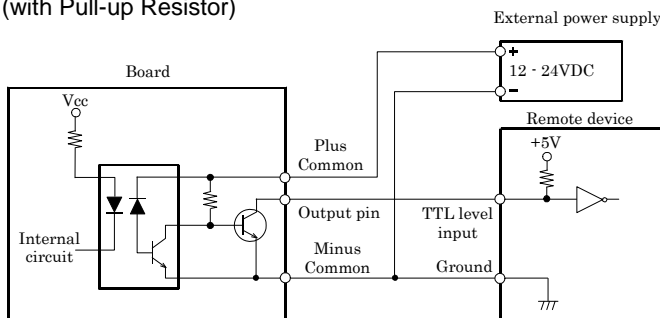 (with Pull-up Resistor)
External power supply
+
12 - 24VDC
−
Board
Vcc
Remote device
+5V
Plus
Common
Output pin
TTL level
input
Internal
circuit
Minus
Common
Ground